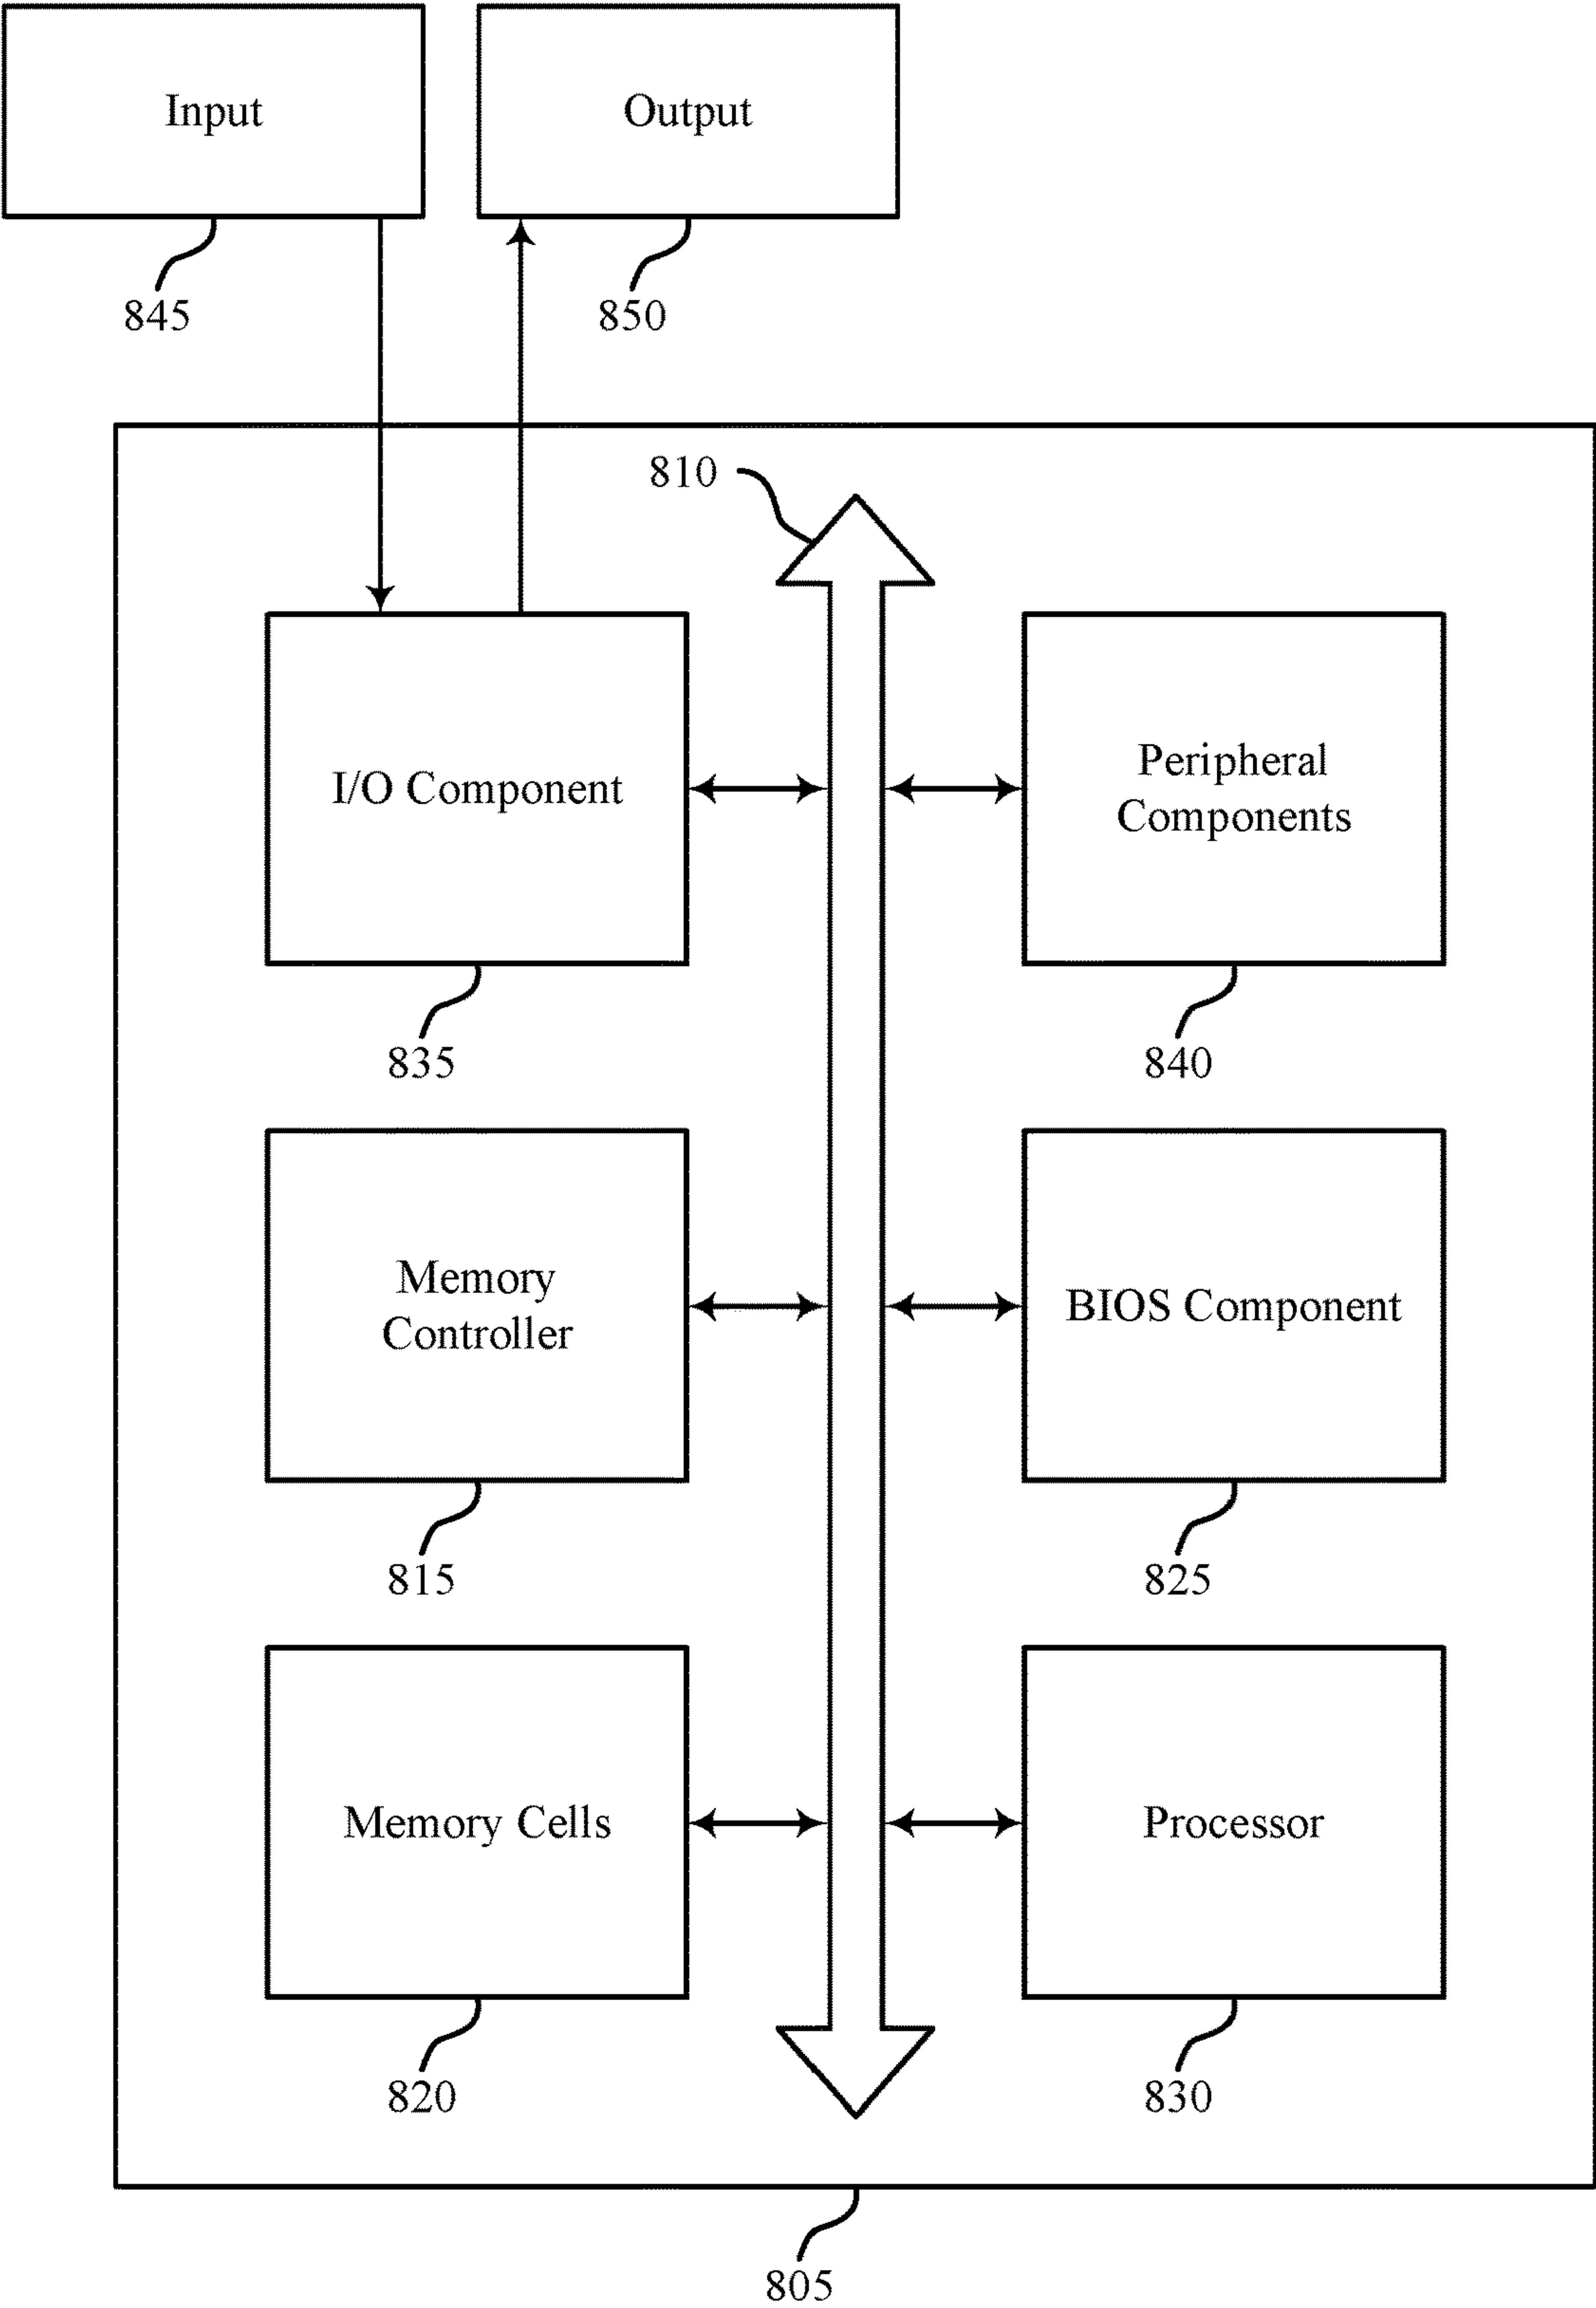 Input
Output
845
850
810
I/O Component
Peripheral
Components
835
840
Memory
Controller
BIOS Component
815
825
Memory Cells
Processor
820
830
805